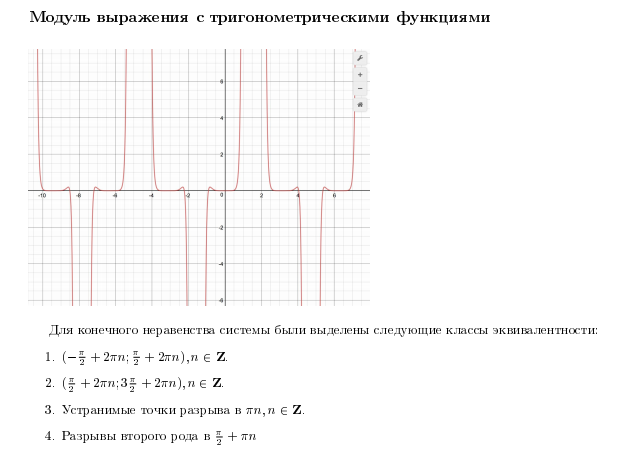 Модуль выражения с тригонометрическими функциями
6
4
2
-10 -8 -6 -4 -2 0 2 4 6
-2
-4
-6
Для конечного неравенства системы были выделены следующие классы эквивалентности:
1. (−π/2 + 2πn; π/2 + 2πn), n ∈ Z.
2. (π/2 + 2πn; 3π/2 + 2πn), n ∈ Z.
3. Устранимые точки разрыва в πn, n ∈ Z.
4. Разрывы второго рода в π/2 + πn